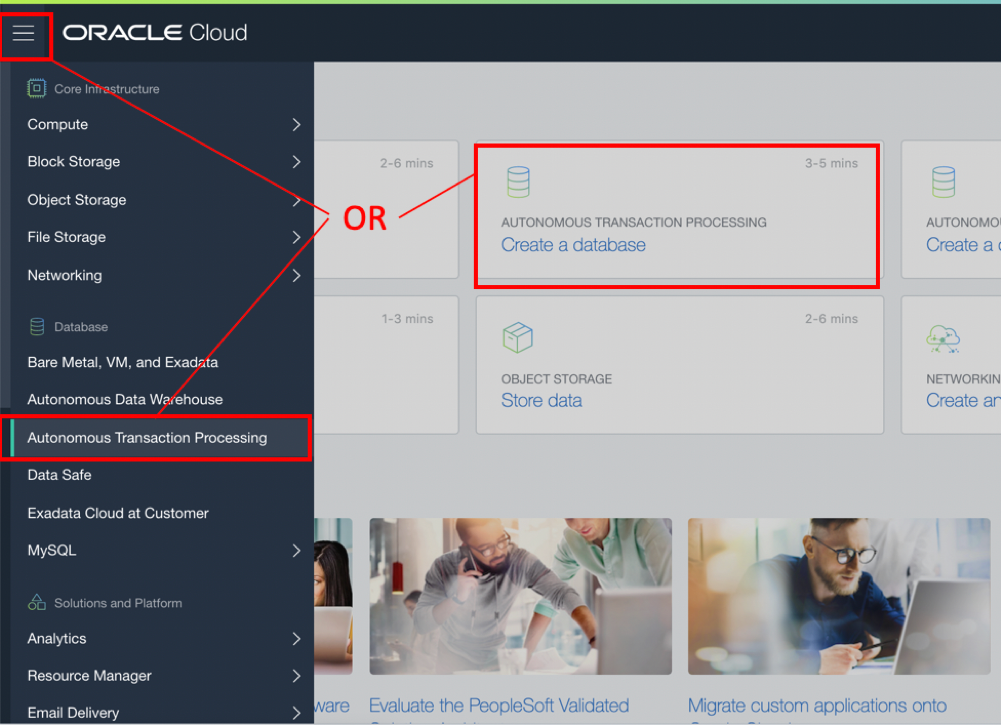 ORACLE Cloud
Core Infrastructure
Compute
Block Storage
Object Storage
File Storage
Networking
Database
Bare Metal, VM, and Exadata
Autonomous Data Warehouse
Autonomous Transaction Processing
Data Safe
Exadata Cloud at Customer
MySQL
Solutions and Platform
Analytics
Resource Manager
Email Delivery
OR
2-6 mins
3-5 mins
AUTONOMOUS TRANSACTION PROCESSING
Create a database
AUTONOMOU
Create a
1-3 mins
2-6 mins
OBJECT STORAGE
Store data
NETWORKIN
Create an
ware
Evaluate the PeopleSoft Validated
Migrate custom applications onto